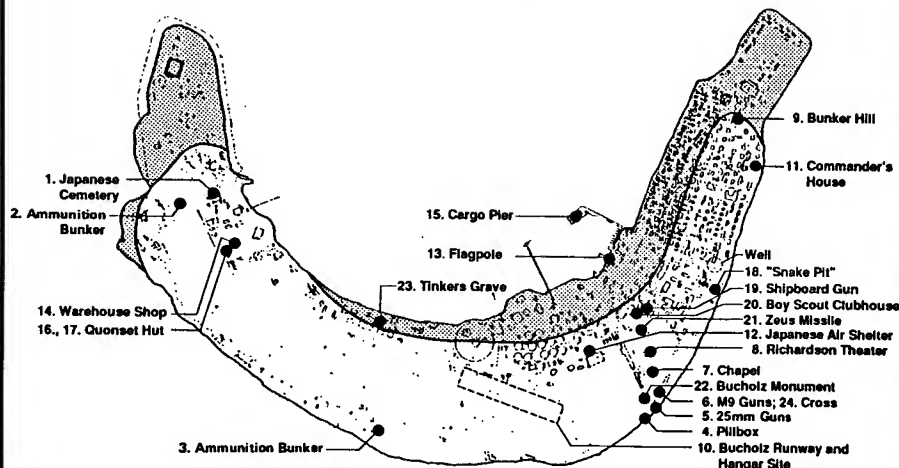 1. Japanese
Cemetery
2. Ammunition
Bunker
14. Warehouse Shop
16., 17. Quonset Hut
3. Ammunition Bunker
15. Cargo Pier
13. Flagpole
23. Tinkers Grave
9. Bunker Hill
11. Commander's
House
Well
18. "Snake Pit"
19. Shipboard Gun
20. Boy Scout Clubhouse
21. Zeus Missile
12. Japanese Air Shelter
8. Richardson Theater
7. Chapel
22. Bucholz Monument
6. M9 Guns; 24. Cross
5. 25mm Guns
4. Pillbox
10. Bucholz Runway and
Hangar Site